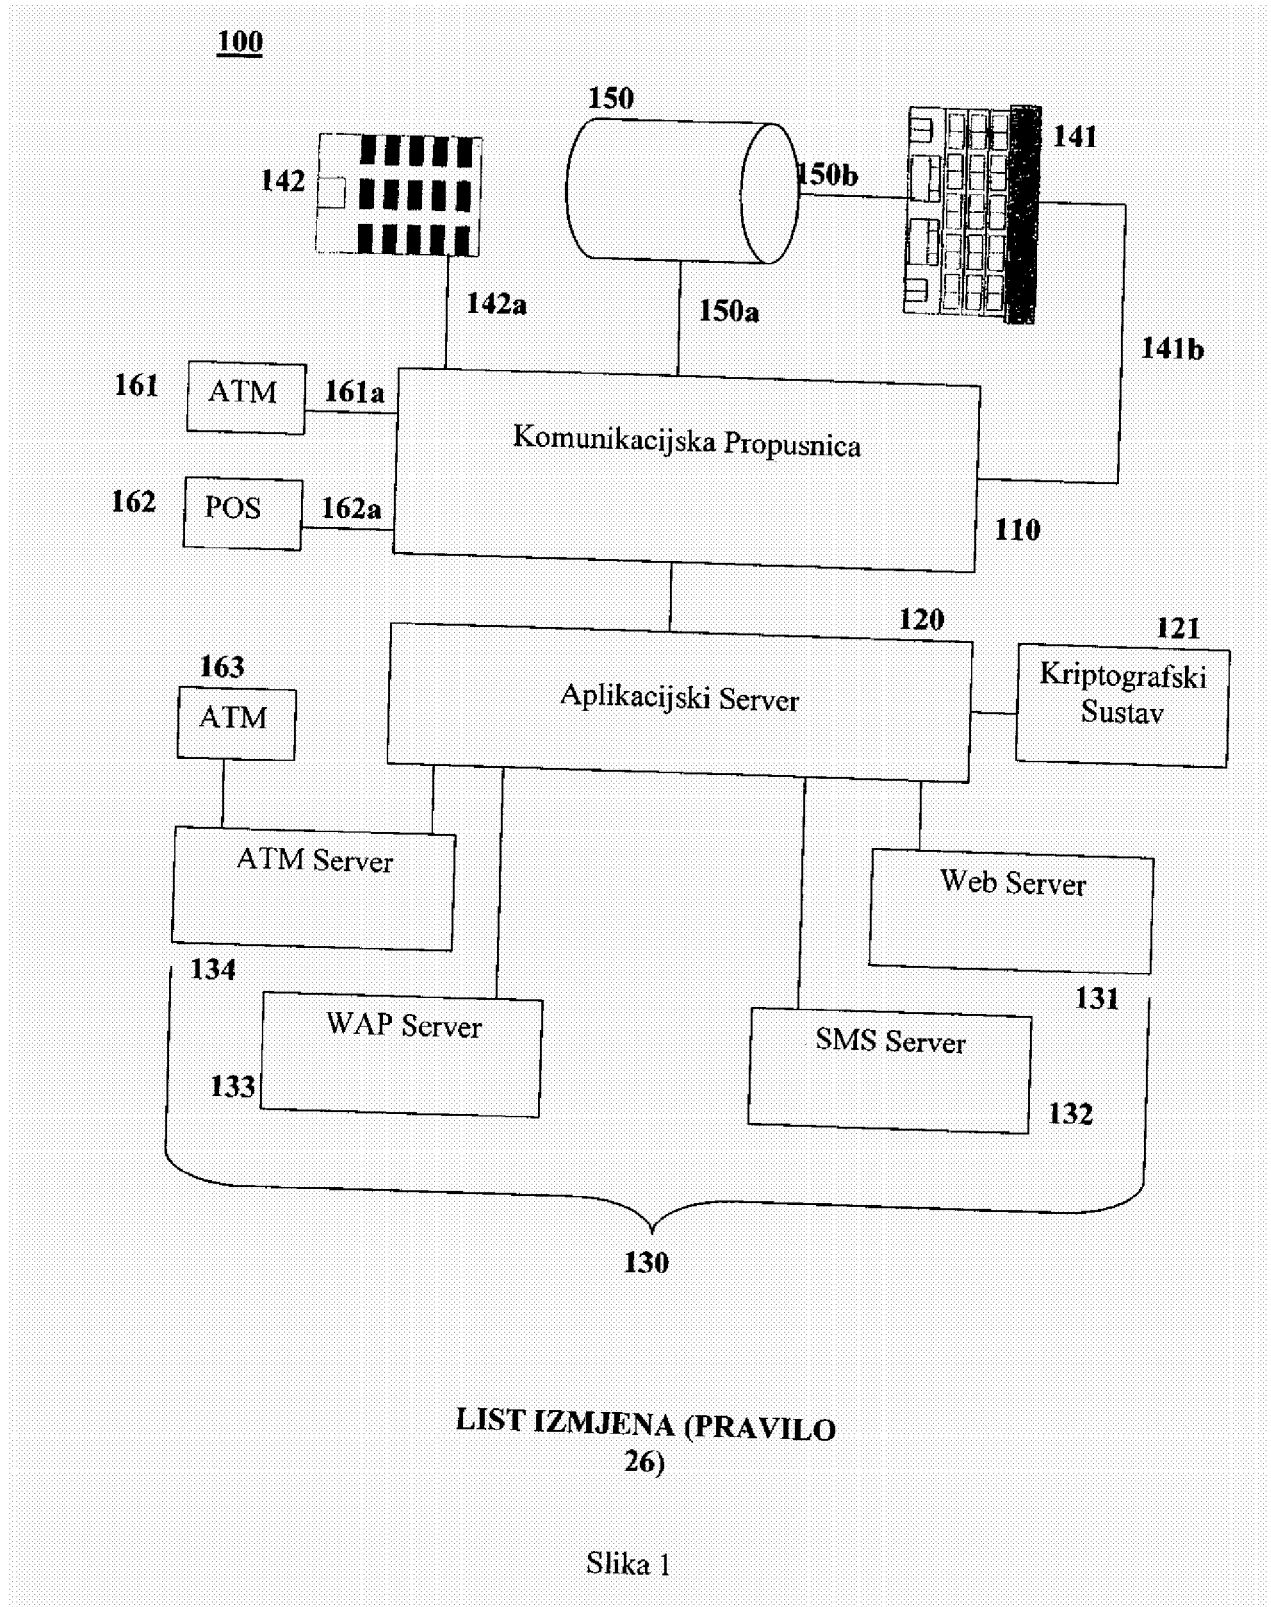 100
150
142
150b
141
142a
150a
141b
161
ATM
161a
Komunikacijska Propusnica
162
POS
162a
110
120
121
Kriptografski
Sustav
163
ATM
Aplikacijski Server
ATM Server
Web Server
134
131
WAP Server
SMS Server
133
132
130
LIST IZMJENA (PRAVILO
26)
Slika 1